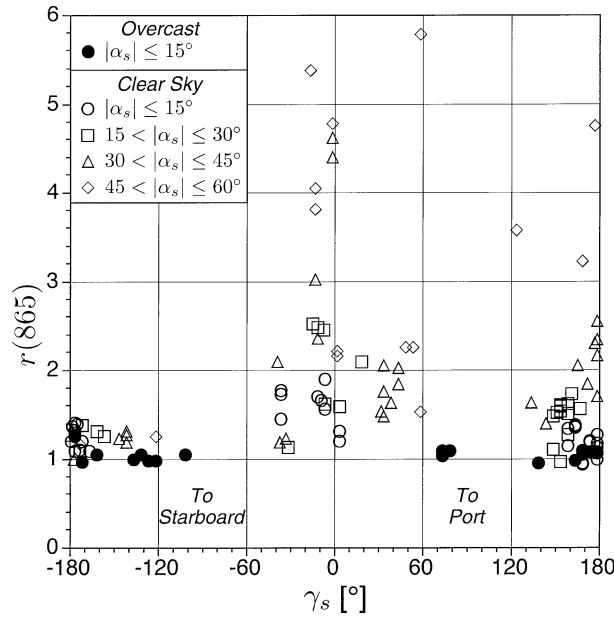 Overcast
|αₛ| ≤ 15°
Clear Sky
|αₛ| ≤ 15°
15 < |αₛ| ≤ 30°
30 < |αₛ| ≤ 45°
45 < |αₛ| ≤ 60°
6
5
4
3
2
1
0
r(865)
To
Starboard
To
Port
-180 -120 -60 0 60 120 180
γₛ [°]